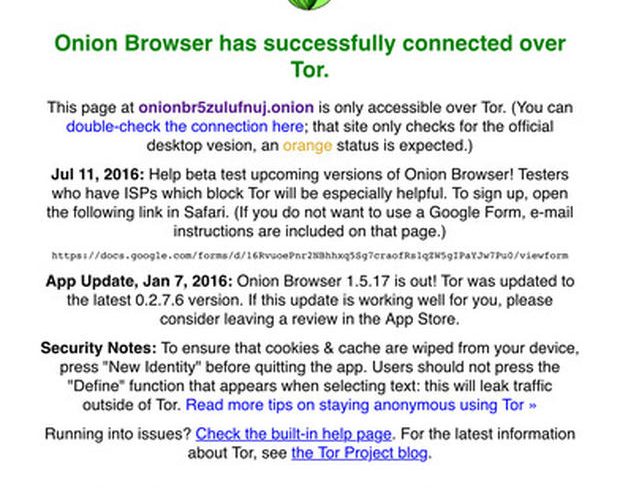 Onion Browser has successfully connected over
Tor.
This page at onionbr5zulufnuj.onion is only accessible over Tor. (You can
double-check the connection here; that site only checks for the official
desktop vesion, an orange status is expected.)
Jul 11, 2016: Help beta test upcoming versions of Onion Browser! Testers
who have ISPs which block Tor will be especially helpful. To sign up, open
the following link in Safari. (If you do not want to use a Google Form, e-mail
instructions are included on that page.)
App Update, Jan 7, 2016: Onion Browser 1.5.17 is out! Tor was updated to
the latest 0.2.7.6 version. If this update is working well for you, please
consider leaving a review in the App Store.
Security Notes: To ensure that cookies & cache are wiped from your device,
press "New Identity" before quitting the app. Users should not press the
"Define" function that appears when selecting text: this will leak traffic
outside of Tor. Read more tips on staying anonymous using Tor »
Running into issues? Check the built-in help page. For the latest information
about Tor, see the Tor Project blog.